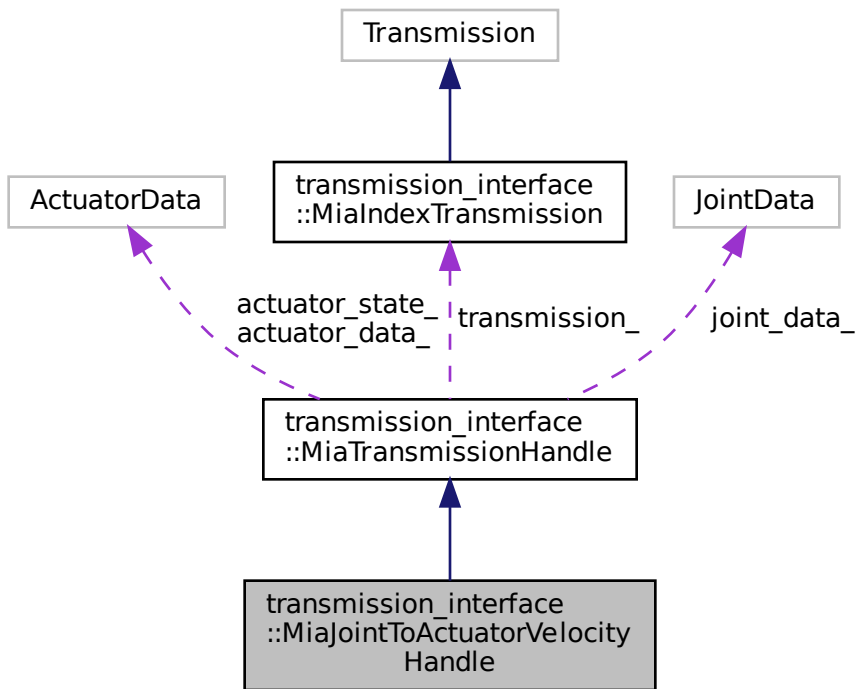 Transmission
transmission_interface
::MiaIndexTransmission
ActuatorData
JointData
actuator_state_
actuator_data_
transmission_
joint_data_
transmission_interface
::MiaTransmissionHandle
transmission_interface
::MiaJointToActuatorVelocity
Handle